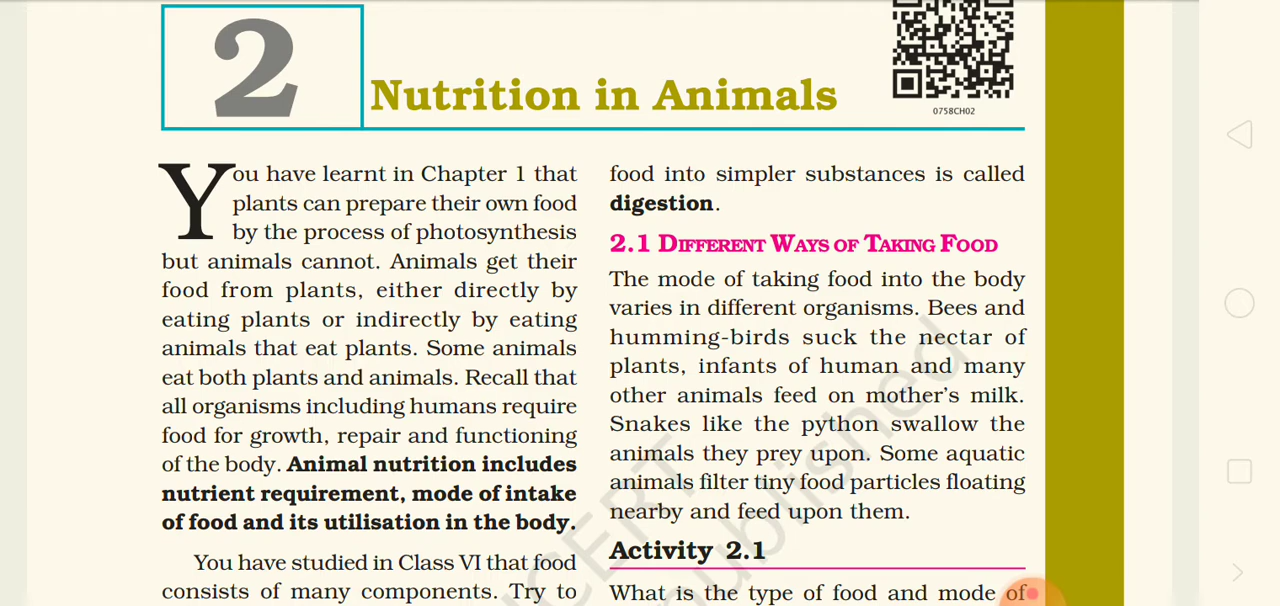 2
Nutrition in Animals
0758CH02
You have learnt in Chapter 1 that
plants can prepare their own food
by the process of photosynthesis
but animals cannot. Animals get their
food from plants, either directly by
eating plants or indirectly by eating
animals that eat plants. Some animals
eat both plants and animals. Recall that
all organisms including humans require
food for growth, repair and functioning
of the body. Animal nutrition includes
nutrient requirement, mode of intake
of food and its utilisation in the body.
You have studied in Class VI that food
consists of many components. Try to
food into simpler substances is called
digestion.
2.1 DIFFERENT WAYS OF TAKING FOOD
The mode of taking food into the body
varies in different organisms. Bees and
humming-birds suck the nectar of
plants, infants of human and many
other animals feed on mother’s milk.
Snakes like the python swallow the
animals they prey upon. Some aquatic
animals filter tiny food particles floating
nearby and feed upon them.
Activity 2.1
What is the type of food and mode of